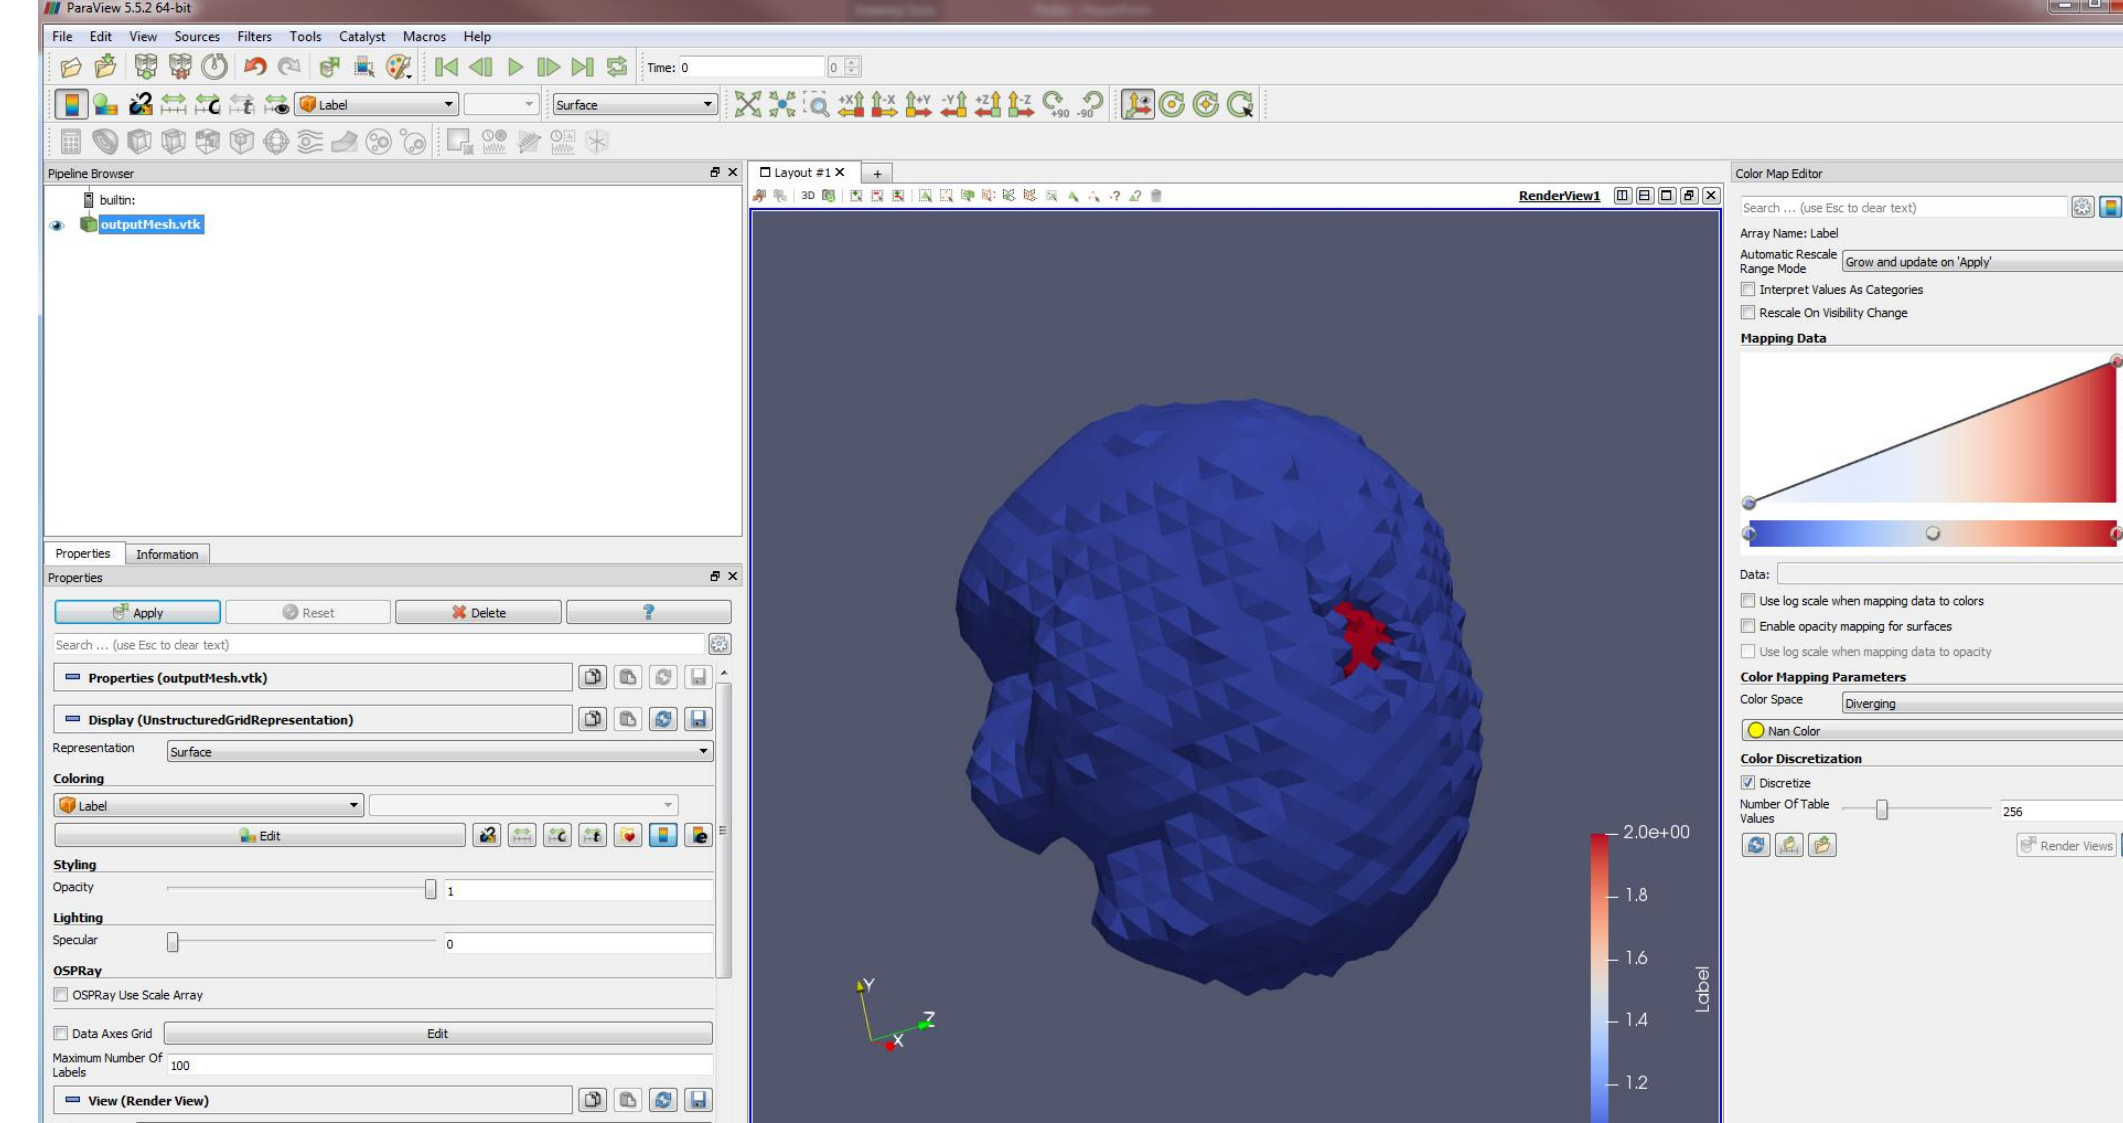 ParaView 5.5.2 64-bit
File Edit View Sources Filters Tools Catalyst Macros Help
Time: 0 0
Label Surface +X -X +Y -Y +Z -Z +90 -90
Pipeline Browser
builtin:
outputMesh.vtk
Properties Information
Properties
Apply Reset Delete ?
Search ... (use Esc to clear text)
Properties (outputMesh.vtk)
Display (UnstructuredGridRepresentation)
Representation Surface
Coloring
Label
Edit
Styling
Opacity 1
Lighting
Specular 0
OSPRay
OSPRay Use Scale Array
Data Axes Grid Edit
Maximum Number Of
Labels
100
View (Render View)
Layout #1 +
3D RenderView1
Y
Z
X
2.0e+00
1.8
1.6
1.4
1.2
Label
Color Map Editor
Search ... (use Esc to clear text)
Array Name: Label
Automatic Rescale
Range Mode
Grow and update on 'Apply'
Interpret Values As Categories
Rescale On Visibility Change
Mapping Data
Data:
Use log scale when mapping data to colors
Enable opacity mapping for surfaces
Use log scale when mapping data to opacity
Color Mapping Parameters
Color Space Diverging
Nan Color
Color Discretization
Discretize
Number Of Table
Values
256
Render Views